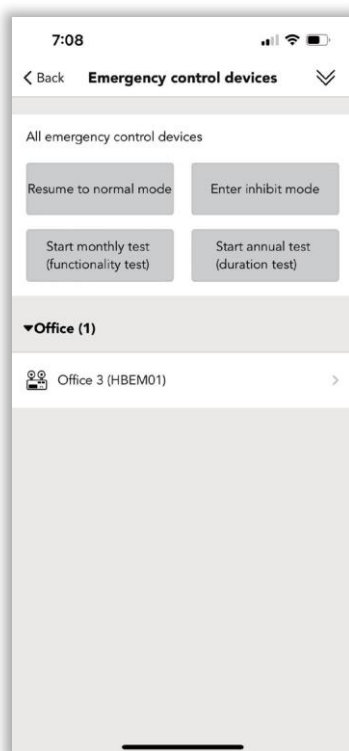 7:08
Back Emergency control devices
All emergency control devices
Resume to normal mode
Enter inhibit mode
Start monthly test
(functionality test)
Start annual test
(duration test)
Office (1)
Office 3 (HBEM01)